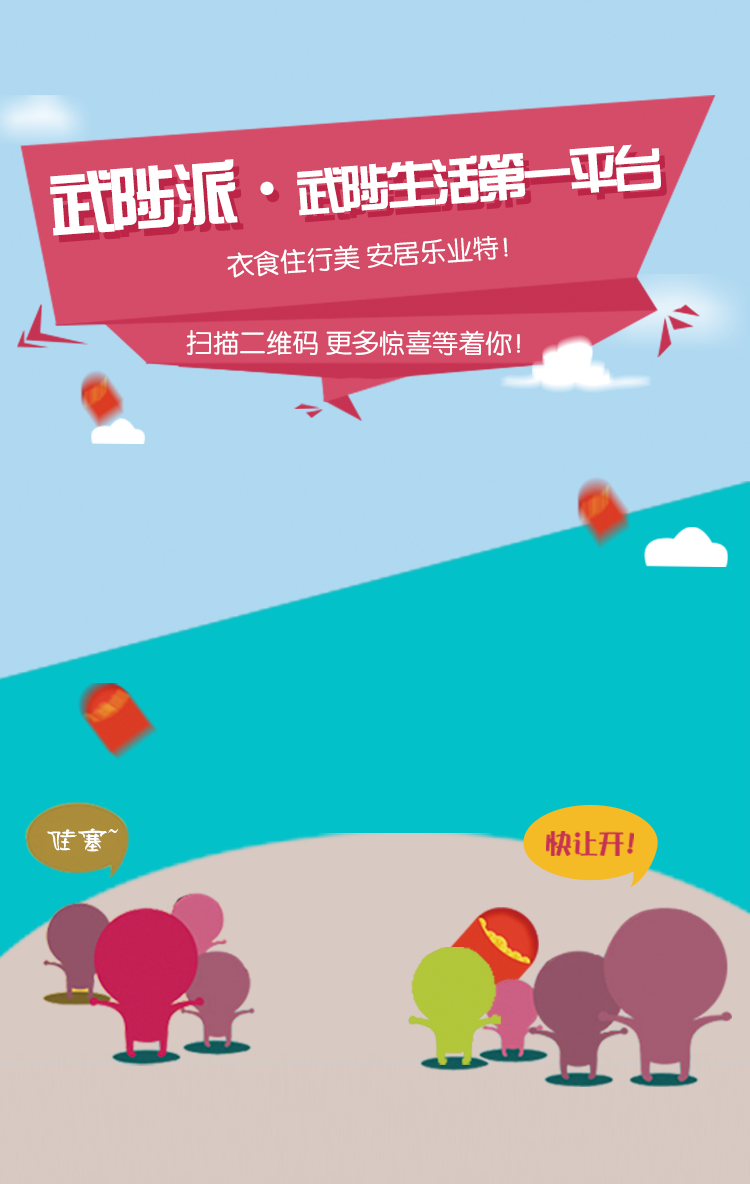 武陟派·武陟生活第一平台
衣食住行美 安居乐业特!
扫描二维码 更多惊喜等着你!
哇塞~
快让开!